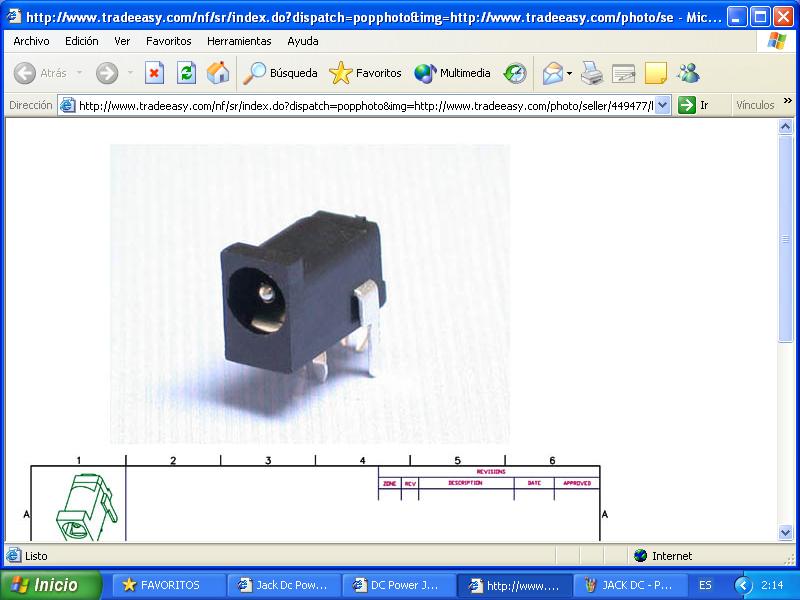 http://www.tradeeasy.com/nf/sr/index.do?dispatch=popphoto&img=http://www.tradeeasy.com/photo/se - Mic...
Archivo Edición Ver Favoritos Herramientas Ayuda
Atrás Búsqueda Favoritos Multimedia
Dirección http://www.tradeeasy.com/nf/sr/index.do?dispatch=popphoto&img=http://www.tradeeasy.com/photo/seller/449477/ Ir Vínculos »
1 2 3 4 5 6
REVISIONS
ZONE REV DESCRIPTION DATE APPROVED
A A
Listo Internet
Inicio FAVORITOS Jack Dc Pow... DC Power J... http://www.... JACK DC - P... ES 2:14